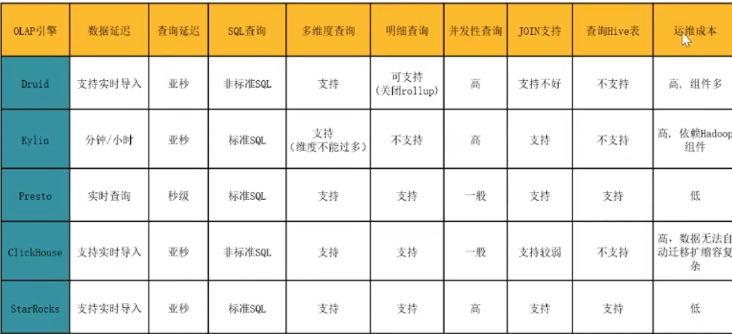 OLAP引擎 数据延迟 查询延迟 SQL查询 多维度查询 明细查询 并发性查询 JOIN支持 查询Hive表 运维成本
Druid 支持实时导入 亚秒 非标准SQL 支持 可支持(关闭rollup) 高 支持不好 不支持 高, 组件多
Kylin 分钟/小时 亚秒 标准SQL 支持(维度不能过多) 不支持 高 支持 不支持 高, 依赖Hadoop组件
Presto 实时查询 秒级 标准SQL 支持 支持 一般 支持 支持 低
ClickHouse 支持实时导入 亚秒 非标准SQL 支持 支持 一般 支持较弱 不支持 高，数据无法自动迁移扩缩容复杂
StarRocks 支持实时导入 亚秒 标准SQL 支持 支持 高 支持 支持 低